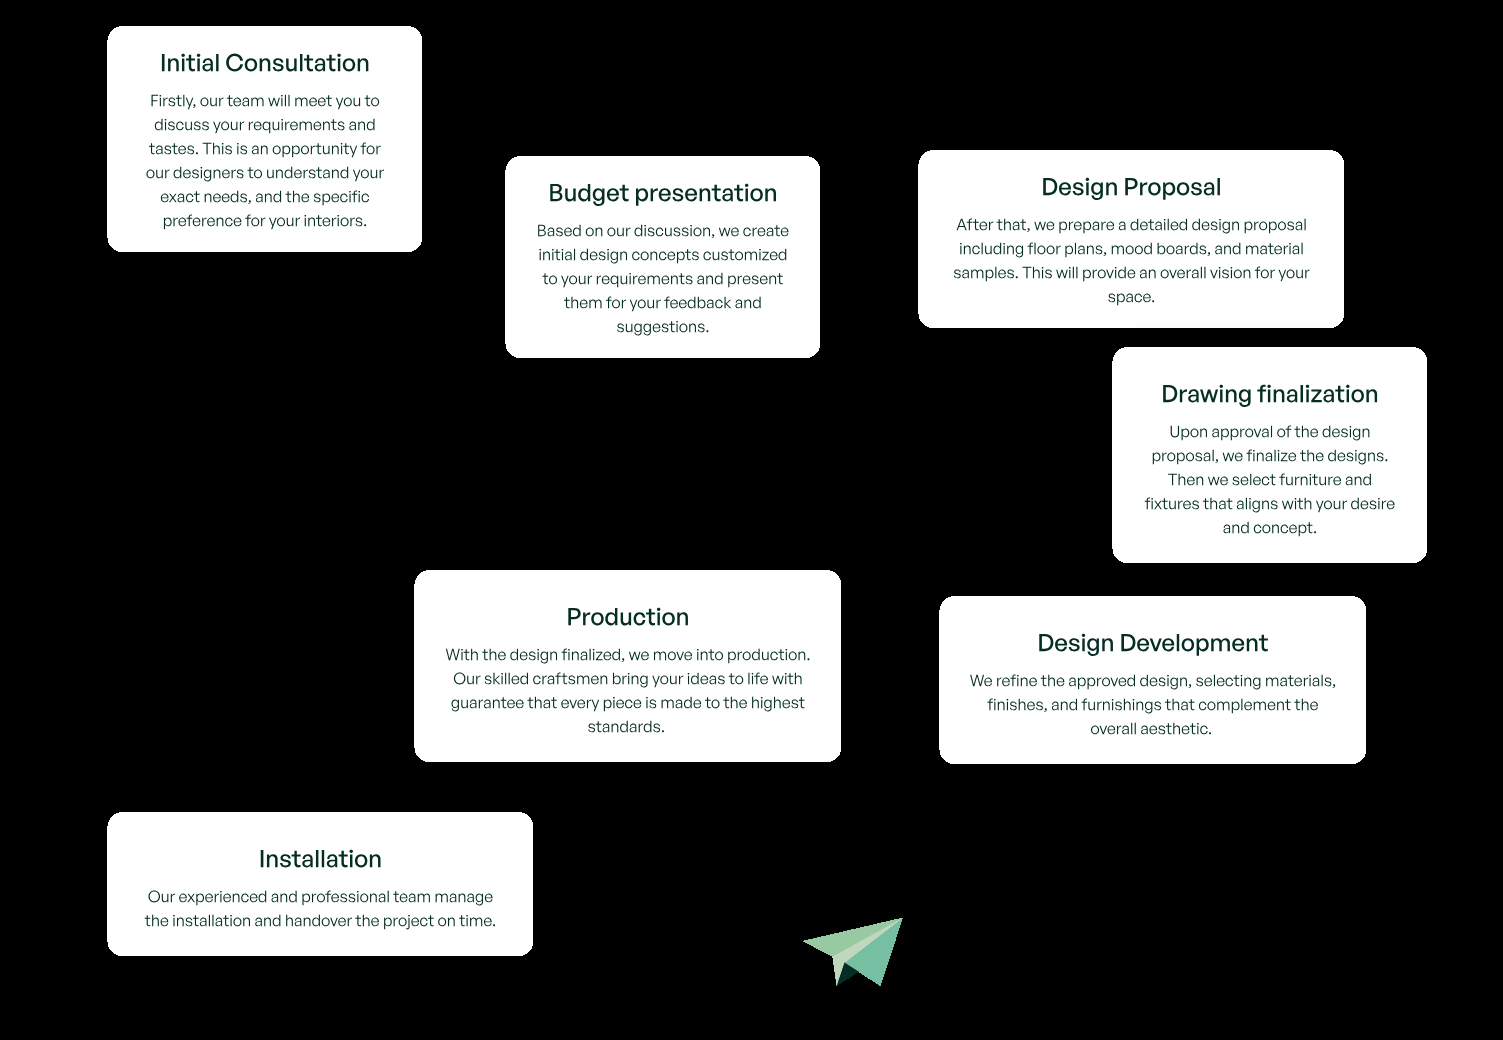 Initial Consultation
Firstly, our team will meet you to
discuss your requirements and
tastes. This is an opportunity for
our designers to understand your
exact needs, and the specific
preference for your interiors.
Budget presentation
Based on our discussion, we create
initial design concepts customized
to your requirements and present
them for your feedback and
suggestions.
Design Proposal
After that, we prepare a detailed design proposal
including floor plans, mood boards, and material
samples. This will provide an overall vision for your
space.
Drawing finalization
Upon approval of the design
proposal, we finalize the designs.
Then we select furniture and
fixtures that aligns with your desire
and concept.
Design Development
We refine the approved design, selecting materials,
finishes, and furnishings that complement the
overall aesthetic.
Production
With the design finalized, we move into production.
Our skilled craftsmen bring your ideas to life with
guarantee that every piece is made to the highest
standards.
Installation
Our experienced and professional team manage
the installation and handover the project on time.